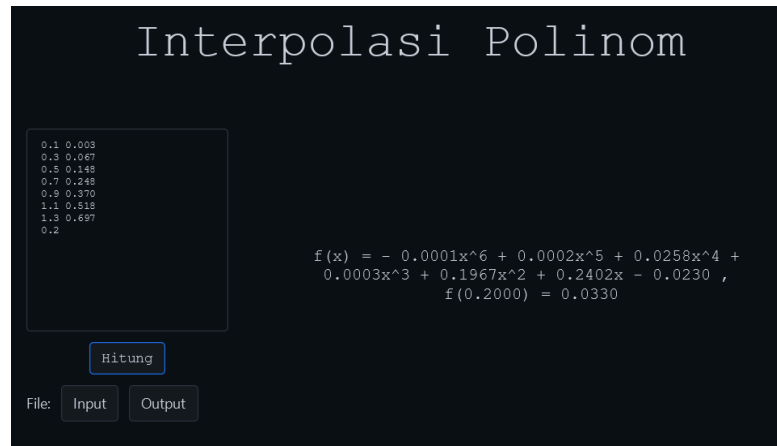 Interpolasi Polinom
0.1 0.003
0.3 0.067
0.5 0.148
0.7 0.248
0.9 0.370
1.1 0.518
1.3 0.697
0.2
f(x) = - 0.0001x^6 + 0.0002x^5 + 0.0258x^4 +
0.0003x^3 + 0.1967x^2 + 0.2402x - 0.0230 ,
f(0.2000) = 0.0330
Hitung
File: Input Output